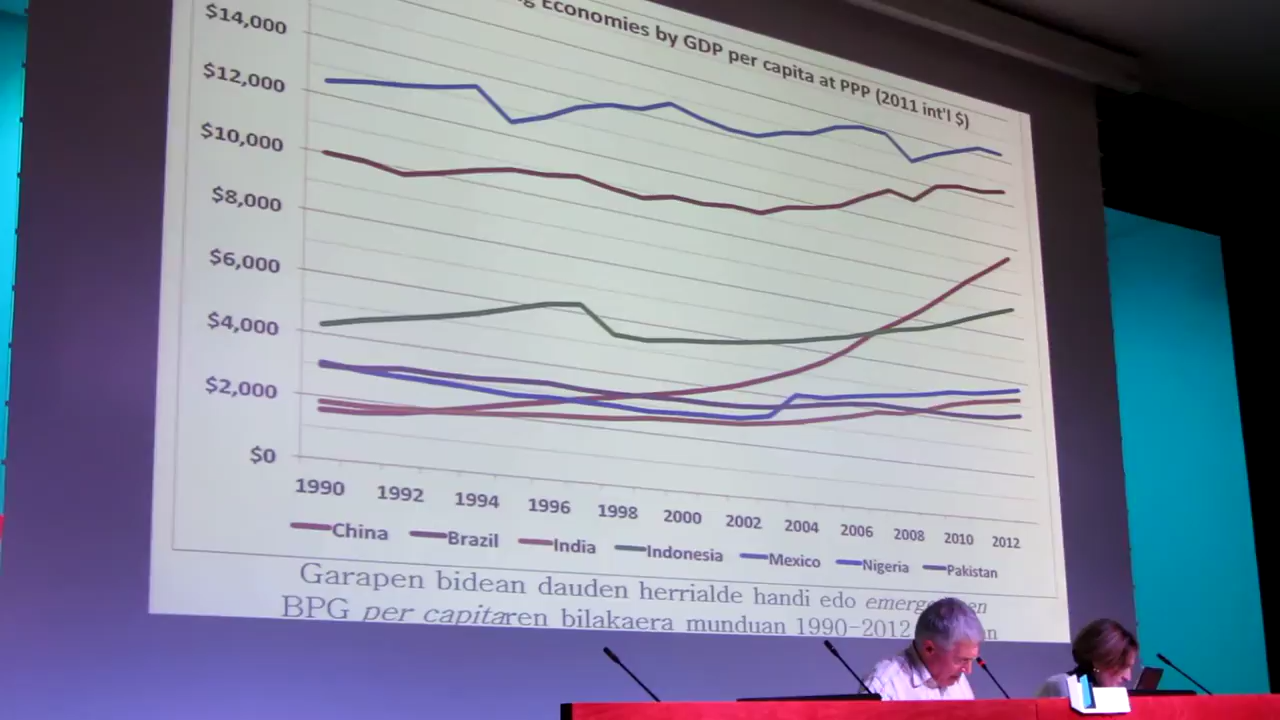 Economies by GDP per capita at PPP (2011 int'l $)
$14,000
$12,000
$10,000
$8,000
$6,000
$4,000
$2,000
$0
1990 1992 1994 1996 1998 2000 2002 2004 2006 2008 2010 2012
China Brazil India Indonesia Mexico Nigeria Pakistan
Garapen bidean dauden herrialde handi edo
BPG per capitaren bilakaera munduan 1990-2012